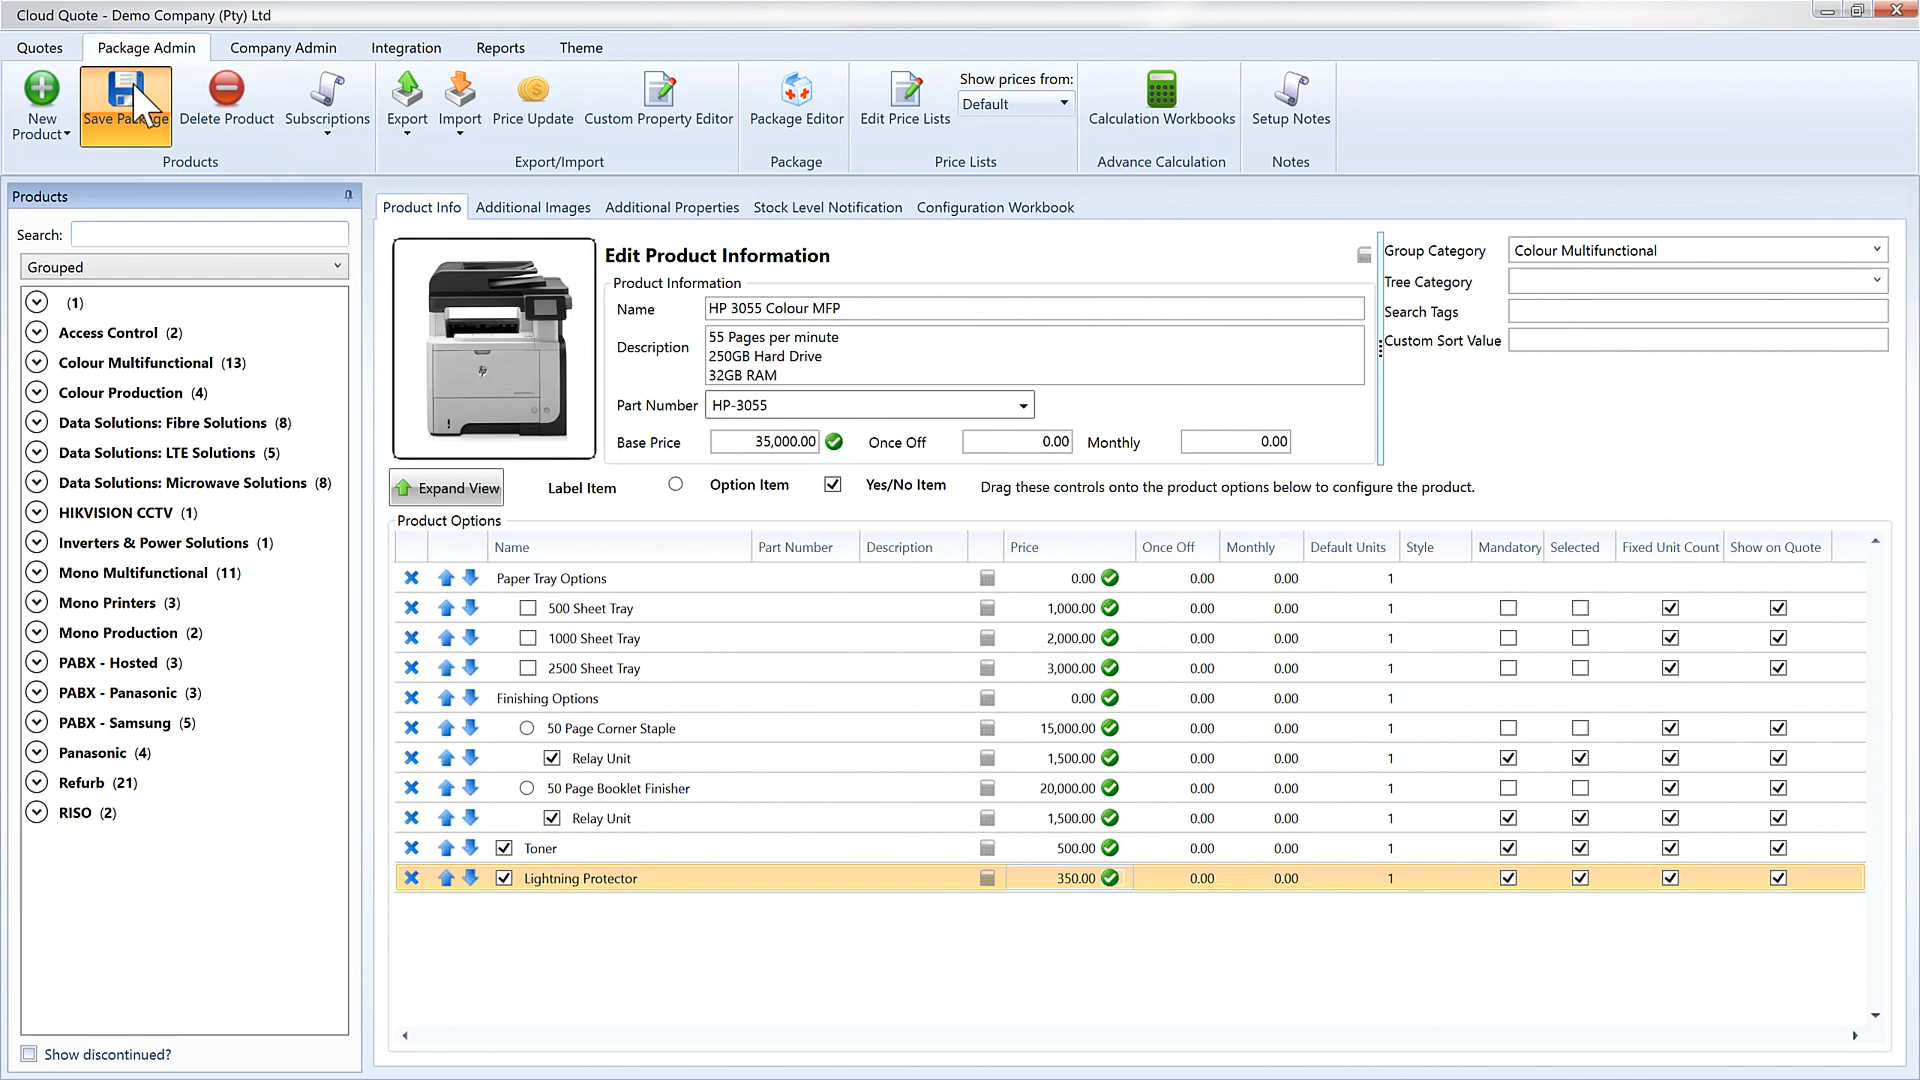 Cloud Quote - Demo Company (Pty) Ltd
Quotes Package Admin Company Admin Integration Reports Theme
New Product Save Package Delete Product Subscriptions
Products
Export Import Price Update Custom Property Editor
Export/Import
Package Editor
Package
Edit Price Lists Show prices from: Default
Price Lists
Calculation Workbooks
Advance Calculation
Setup Notes
Notes
Products
Search:
Grouped
(1)
Access Control (2)
Colour Multifunctional (13)
Colour Production (4)
Data Solutions: Fibre Solutions (8)
Data Solutions: LTE Solutions (5)
Data Solutions: Microwave Solutions (8)
HIKVISION CCTV (1)
Inverters & Power Solutions (1)
Mono Multifunctional (11)
Mono Printers (3)
Mono Production (2)
PABX - Hosted (3)
PABX - Panasonic (3)
PABX - Samsung (5)
Panasonic (4)
Refurb (21)
RISO (2)
Show discontinued?
Product Info Additional Images Additional Properties Stock Level Notification Configuration Workbook
hp
Edit Product Information
Product Information
Name HP 3055 Colour MFP
Description 55 Pages per minute
250GB Hard Drive
32GB RAM
Part Number HP-3055
Base Price 35,000.00 Once Off 0.00 Monthly 0.00
Group Category Colour Multifunctional
Tree Category
Search Tags
Custom Sort Value
Expand View Label Item Option Item Yes/No Item Drag these controls onto the product options below to configure the product.
Product Options
Name Part Number Description Price Once Off Monthly Default Units Style Mandatory Selected Fixed Unit Count Show on Quote
Paper Tray Options 0.00 0.00 0.00 1
500 Sheet Tray 1,000.00 0.00 0.00 1
1000 Sheet Tray 2,000.00 0.00 0.00 1
2500 Sheet Tray 3,000.00 0.00 0.00 1
Finishing Options 0.00 0.00 0.00 1
50 Page Corner Staple 15,000.00 0.00 0.00 1
Relay Unit 1,500.00 0.00 0.00 1
50 Page Booklet Finisher 20,000.00 0.00 0.00 1
Relay Unit 1,500.00 0.00 0.00 1
Toner 500.00 0.00 0.00 1
Lightning Protector 350.00 0.00 0.00 1